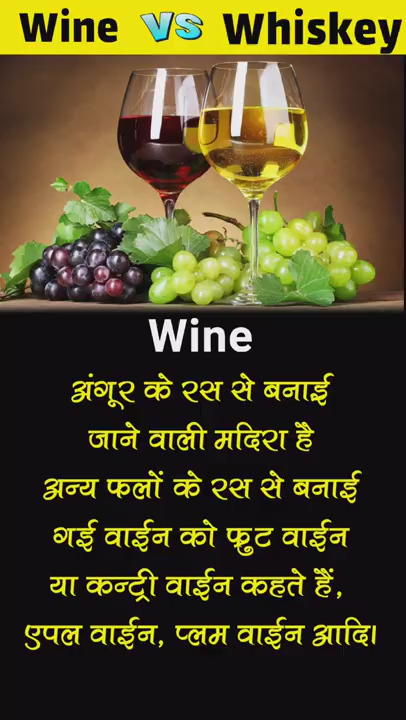 Wine VS Whiskey
Wine
अंगूर के रस से बनाई
जाने वाली मदिरा है
अन्य फलों के रस से बनाई
गई वाईन को फ्रुट वाईन
या कन्ट्री वाईन कहते हैं,
एपल वाईन, प्लम वाईन आदि।